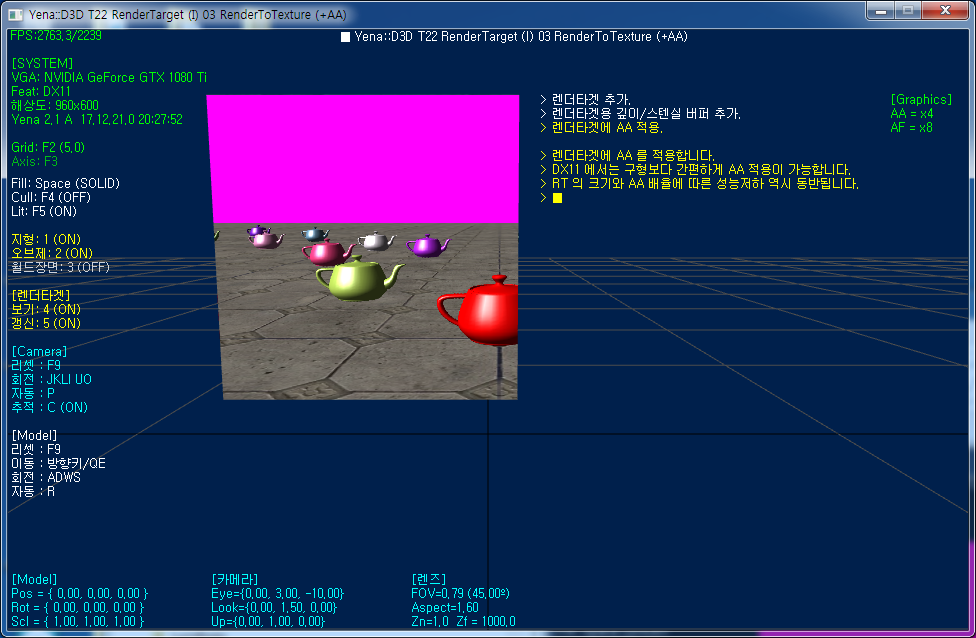 Yena::D3D T22 RenderTarget (I) 03 RenderToTexture (+AA)
FPS:2763.3/2239
■ Yena::D3D T22 RenderTarget (I) 03 RenderToTexture (+AA)
[SYSTEM]
VGA: NVIDIA GeForce GTX 1080 Ti
Feat: DX11
해상도: 960x600
Yena 2.1 A  17.12.21.0 20:27:52
Grid: F2 (5.0)
Axis: F3
Fill: Space (SOLID)
Cull: F4 (OFF)
Lit: F5 (ON)
지형: 1 (ON)
오브제: 2 (ON)
월드장면: 3 (OFF)
[렌더타겟]
보기: 4 (ON)
갱신: 5 (ON)
[Camera]
리셋 : F9
회전 : JKLI UO
자동 : P
추적 : C (ON)
[Model]
리셋 : F9
이동 : 방향키/QE
회전 : ADWS
자동 : R
> 렌더타겟 추가.
> 렌더타겟용 깊이/스텐실 버퍼 추가.
> 렌더타겟에 AA 적용.
> 렌더타겟에 AA 를 적용합니다.
> DX11 에서는 구형보다 간편하게 AA 적용이 가능합니다.
> RT 의 크기와 AA 배율에 따른 성능저하 역시 동반됩니다.
> ■
[Graphics]
AA = x4
AF = x8
[Model]
Pos = { 0.00, 0.00, 0.00 }
Rot = { 0.00, 0.00, 0.00 }
Scl = { 1.00, 1.00, 1.00 }
[카메라]
Eye={0.00, 3.00, -10.00}
Look={0.00, 1.50, 0.00}
Up={0.00, 1.00, 0.00}
[렌즈]
FOV=0.79 (45.00º)
Aspect=1.60
Zn=1.0  Zf = 1000.0